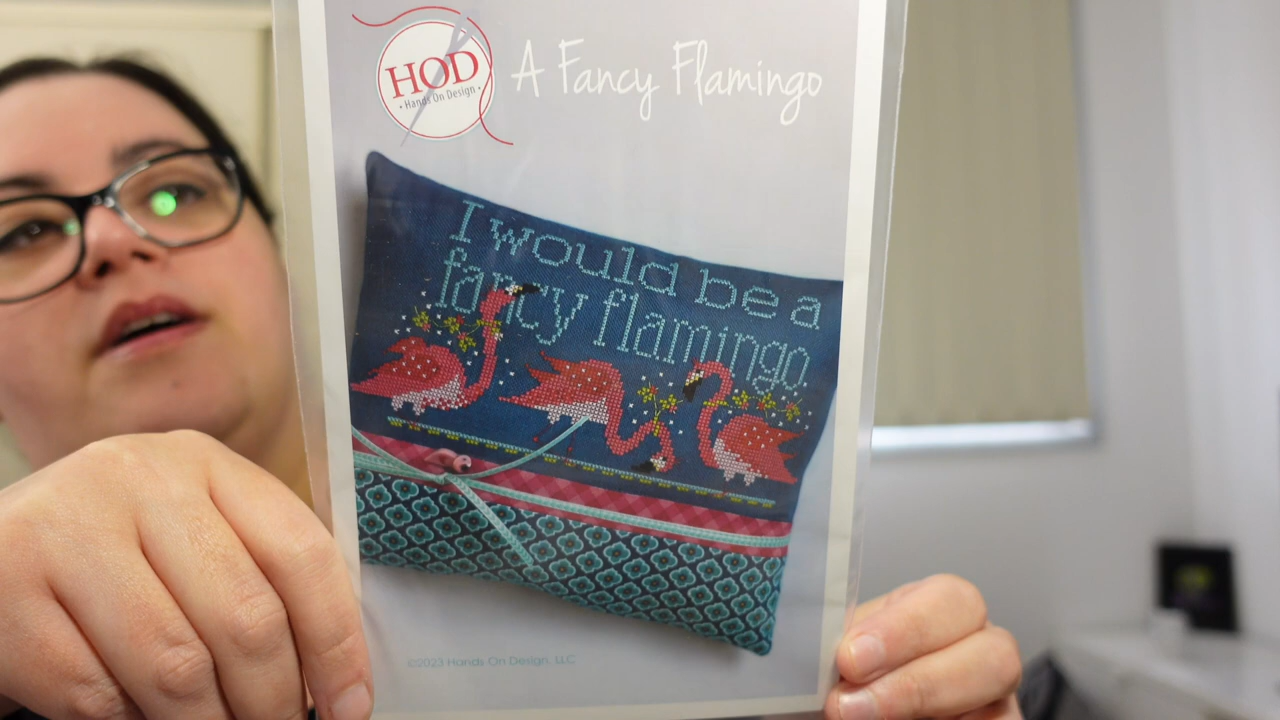 HOD
• Hands On Design •
A Fancy Flamingo
I would be a
fancy flamingo.
©2023 Hands On Design, LLC